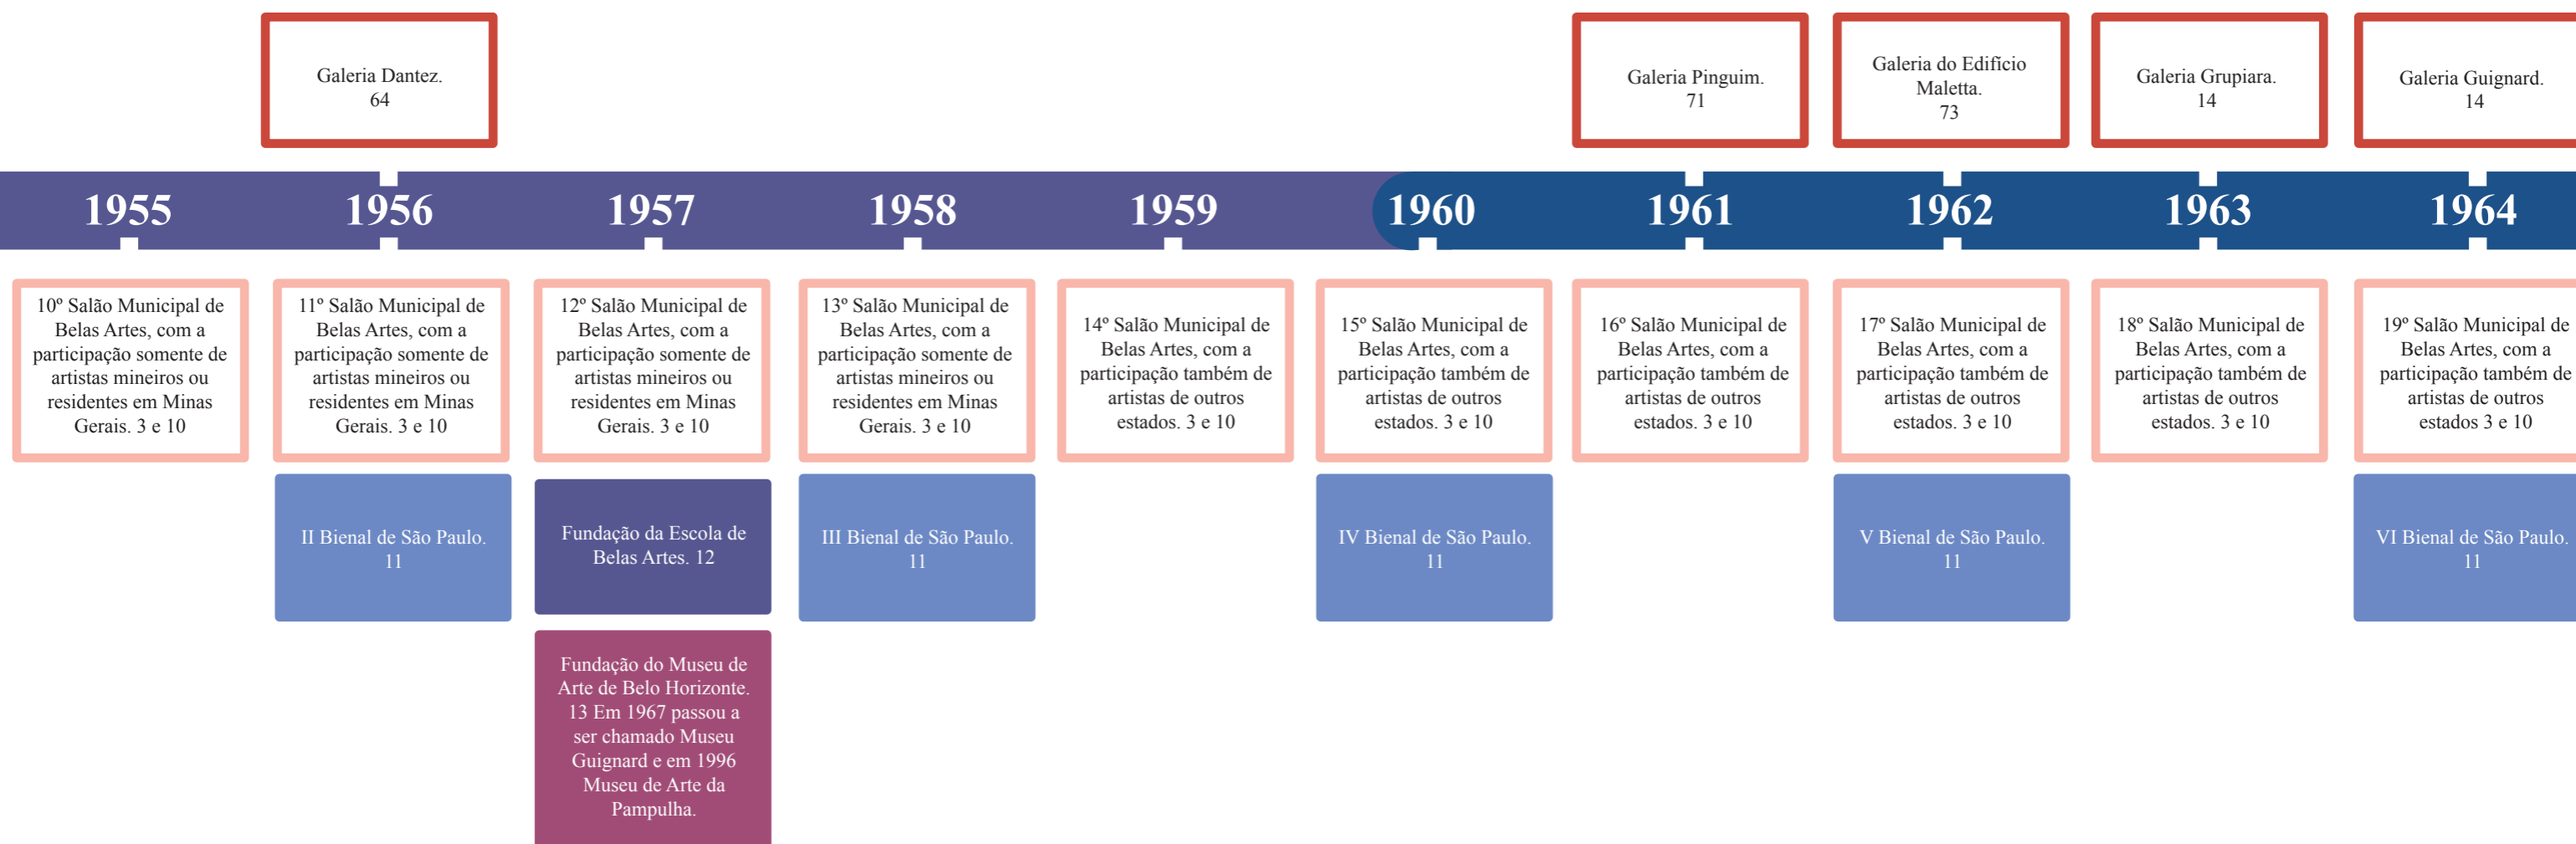 Galeria Dantez.
64
Galeria Pinguim.
71
Galeria do Edifício
Maletta.
73
Galeria Grupiara.
14
Galeria Guignard.
14
1955
1956
1957
1958
1959
1960
1961
1962
1963
1964
10º Salão Municipal de
Belas Artes, com a
participação somente de
artistas mineiros ou
residentes em Minas
Gerais. 3 e 10
11º Salão Municipal de
Belas Artes, com a
participação somente de
artistas mineiros ou
residentes em Minas
Gerais. 3 e 10
12º Salão Municipal de
Belas Artes, com a
participação somente de
artistas mineiros ou
residentes em Minas
Gerais. 3 e 10
13º Salão Municipal de
Belas Artes, com a
participação somente de
artistas mineiros ou
residentes em Minas
Gerais. 3 e 10
14º Salão Municipal de
Belas Artes, com a
participação também de
artistas de outros
estados. 3 e 10
15º Salão Municipal de
Belas Artes, com a
participação também de
artistas de outros
estados. 3 e 10
16º Salão Municipal de
Belas Artes, com a
participação também de
artistas de outros
estados. 3 e 10
17º Salão Municipal de
Belas Artes, com a
participação também de
artistas de outros
estados. 3 e 10
18º Salão Municipal de
Belas Artes, com a
participação também de
artistas de outros
estados. 3 e 10
19º Salão Municipal de
Belas Artes, com a
participação também de
artistas de outros
estados 3 e 10
II Bienal de São Paulo.
11
Fundação da Escola de
Belas Artes. 12
III Bienal de São Paulo.
11
IV Bienal de São Paulo.
11
V Bienal de São Paulo.
11
VI Bienal de São Paulo.
11
Fundação do Museu de
Arte de Belo Horizonte.
13 Em 1967 passou a
ser chamado Museu
Guignard e em 1996
Museu de Arte da
Pampulha.